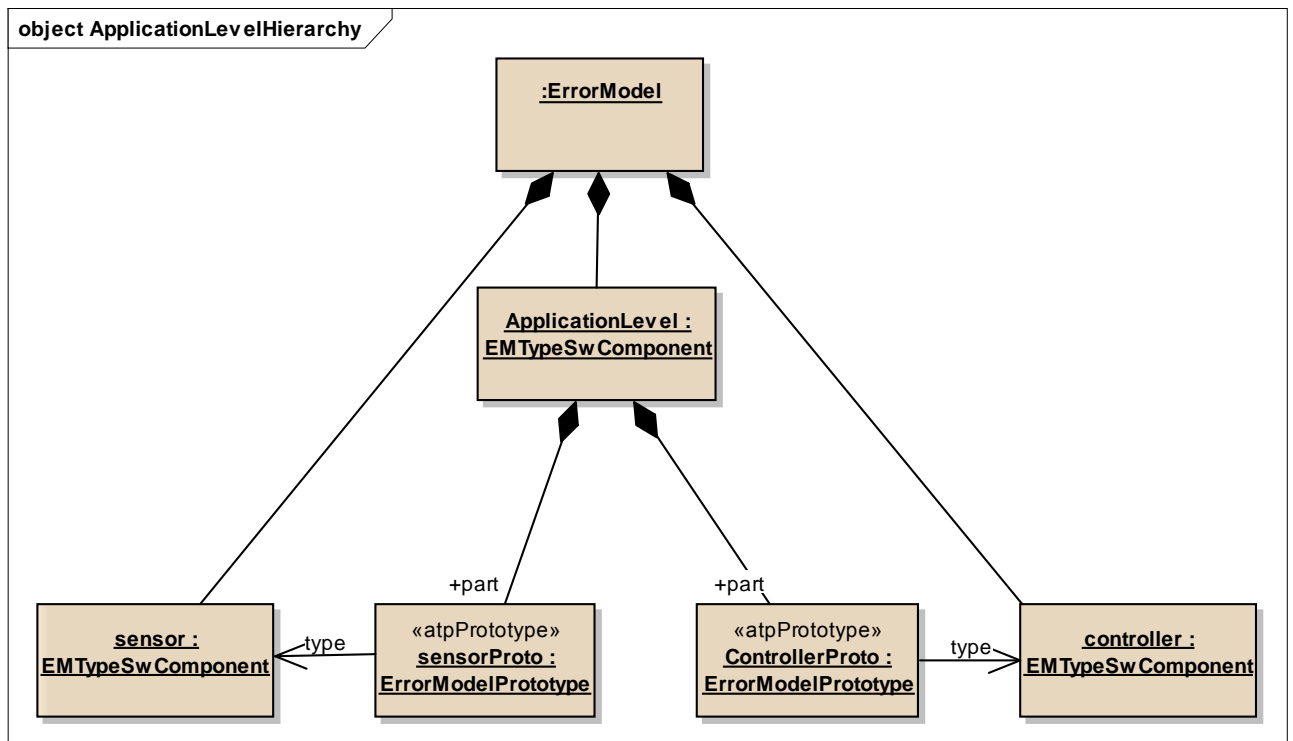 object ApplicationLevelHierarchy
:ErrorModel
ApplicationLevel :
EMTypeSwComponent
+part
+part
sensor :
EMTypeSwComponent
type
«atpPrototype»
sensorProto :
ErrorModelPrototype
«atpPrototype»
ControllerProto :
ErrorModelPrototype
type
controller :
EMTypeSwComponent